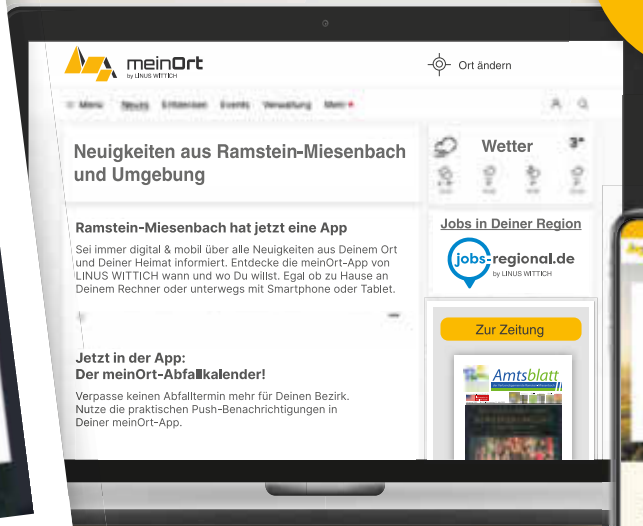 meinOrt
by LINUS WITTICH
Ort ändern
Menü News Entdecken Events Verwaltung Mehr
Neuigkeiten aus Ramstein-Miesenbach
und Umgebung
Wetter 3°
Ramstein-Miesenbach hat jetzt eine App
Sei immer digital & mobil über alle Neuigkeiten aus Deinem Ort
und Deiner Heimat informiert. Entdecke die meinOrt-App von
LINUS WITTICH wann und wo Du willst. Egal ob zu Hause an
Deinem Rechner oder unterwegs mit Smartphone oder Tablet.
Jobs in Deiner Region
jobs-regional.de
by LINUS WITTICH
Zur Zeitung
Amtsblatt
Jetzt in der App:
Der meinOrt-Abfallkalender!
Verpasse keinen Abfalltermin mehr für Deinen Bezirk.
Nutze die praktischen Push-Benachrichtigungen in
Deiner meinOrt-App.